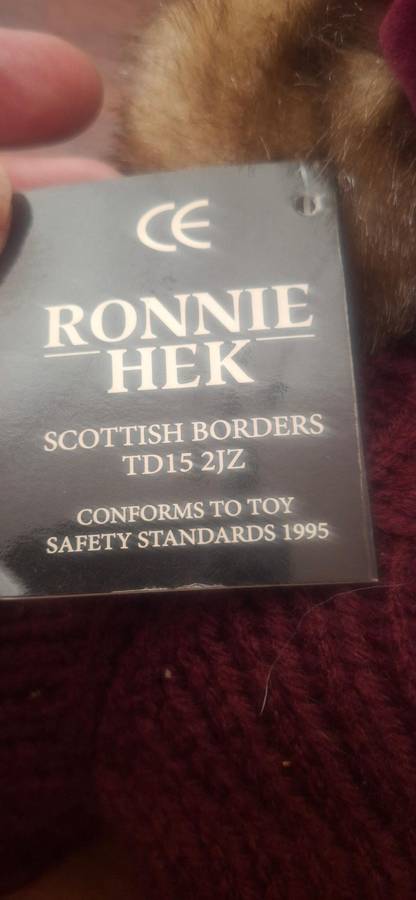 CE
RONNIE
HEK
SCOTTISH BORDERS
TD15 2JZ
CONFORMS TO TOY
SAFETY STANDARDS 1995